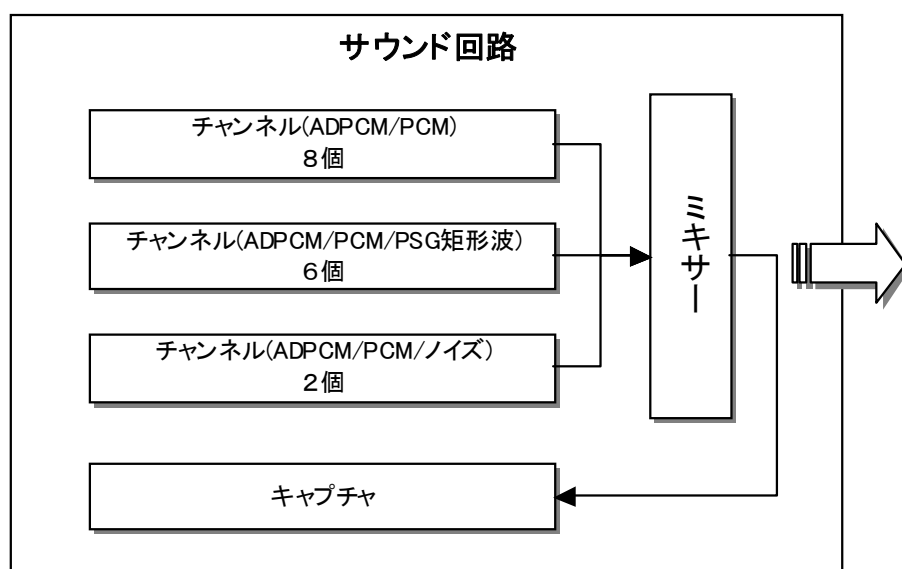 サウンド回路
チャンネル(ADPCM/PCM)
8個
チャンネル(ADPCM/PCM/PSG矩形波)
6個
チャンネル(ADPCM/PCM/ノイズ)
2個
キャプチャ
ミキサー